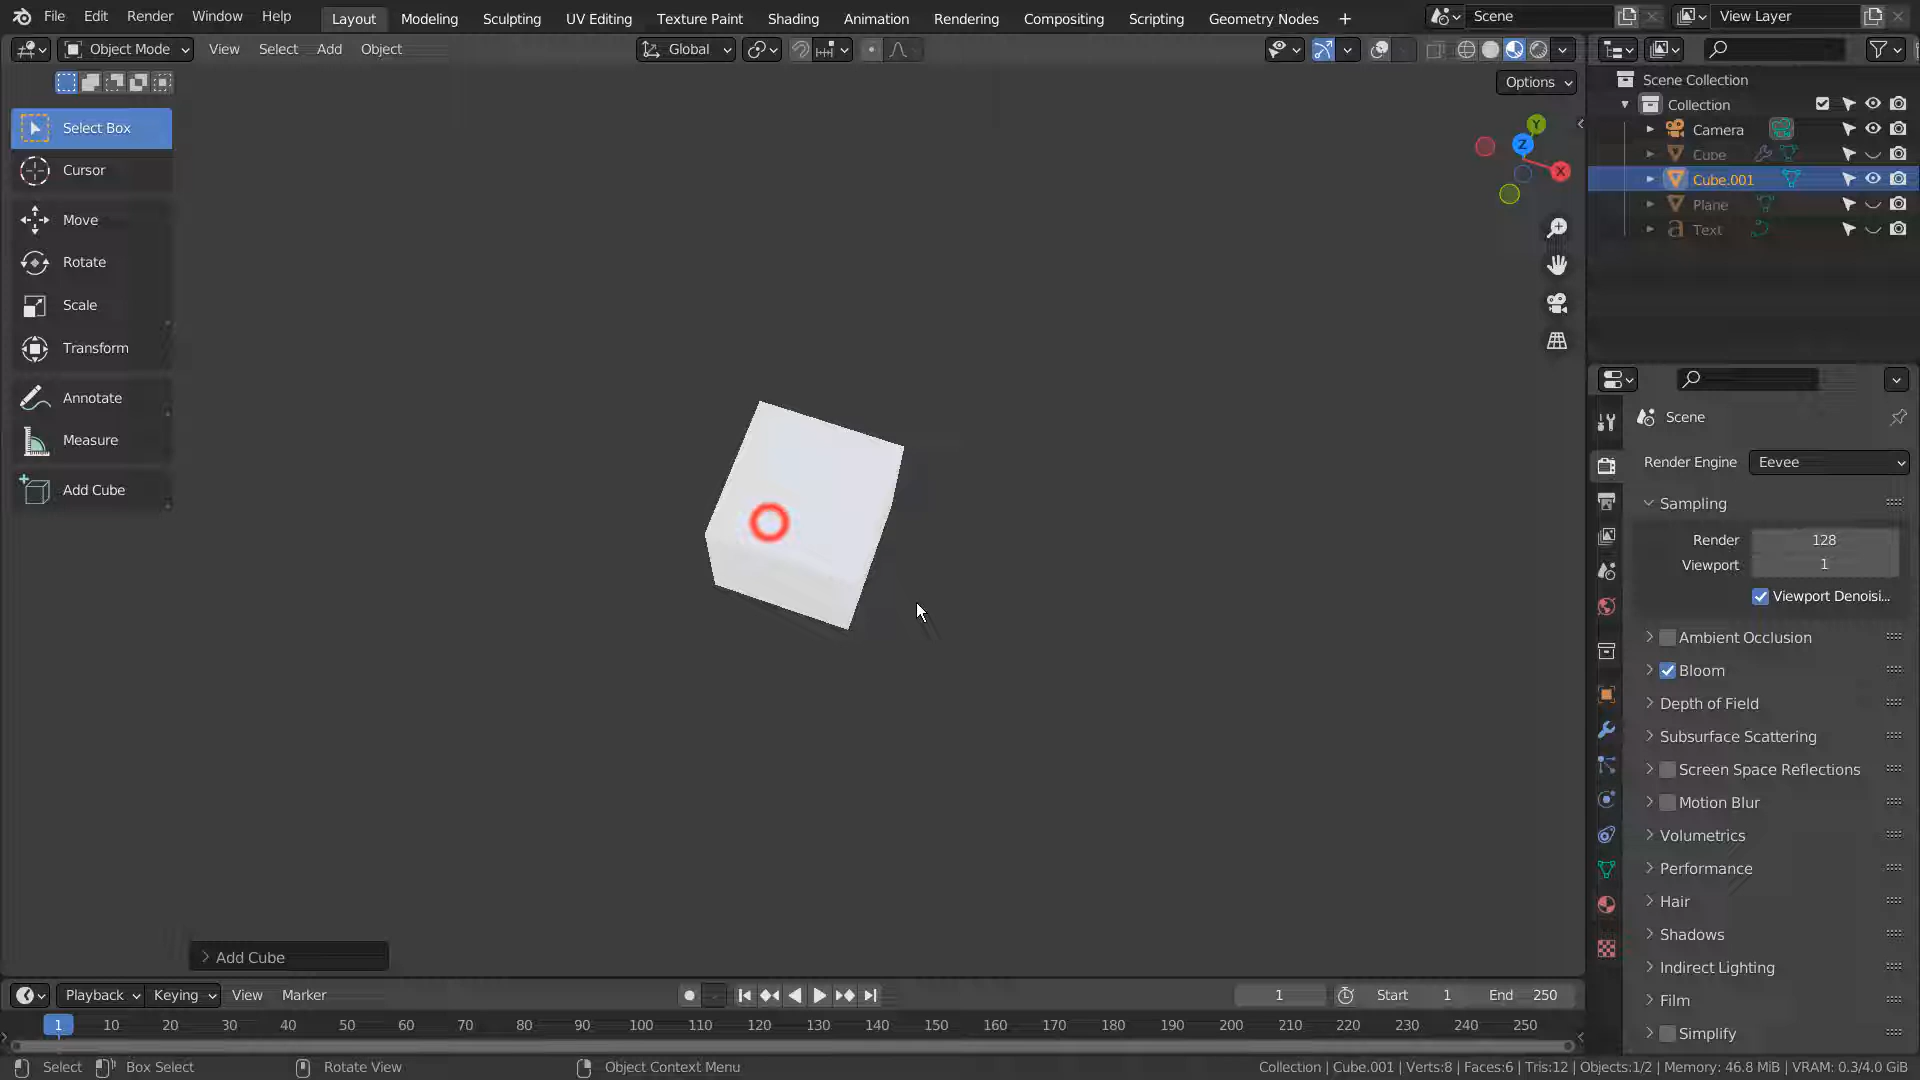 File Edit Render Window Help Layout Modeling Sculpting UV Editing Texture Paint Shading Animation Rendering Compositing Scripting Geometry Nodes + Scene View Layer
Object Mode View Select Add Object Global
Options
Select Box
Cursor
Move
Rotate
Scale
Transform
Annotate
Measure
Add Cube
Y
Z
X
Scene Collection
Collection
Camera
Cube
Cube.001
Plane
Text
Scene
Render Engine Eevee
Sampling
Render 128
Viewport 1
Viewport Denoisi...
Ambient Occlusion
Bloom
Depth of Field
Subsurface Scattering
Screen Space Reflections
Motion Blur
Volumetrics
Performance
Hair
Shadows
Indirect Lighting
Film
Simplify
Add Cube
Playback Keying View Marker 1 Start 1 End 250
1 10 20 30 40 50 60 70 80 90 100 110 120 130 140 150 160 170 180 190 200 210 220 230 240 250
Select Box Select Rotate View Object Context Menu Collection | Cube.001 | Verts:8 | Faces:6 | Tris:12 | Objects:1/2 | Memory: 46.8 MiB | VRAM: 0.3/4.0 GiB